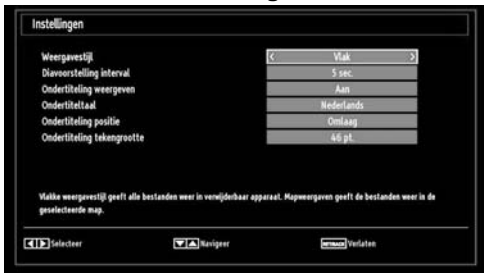 Instellingen
Weergavestijl < Vlak >
Diavoorstelling interval 5 sec.
Ondertiteling weergeven Aan
Ondertiteltaal Nederlands
Ondertiteling positie Omlaag
Ondertiteling tekengrootte 46 pt.
Vlakke weergavestijl geeft alle bestanden weer in verwijderbaar apparaat. Mapweergaven geeft de bestanden weer in de
geselecteerde map.
Selecteer Navigeer Verlaten